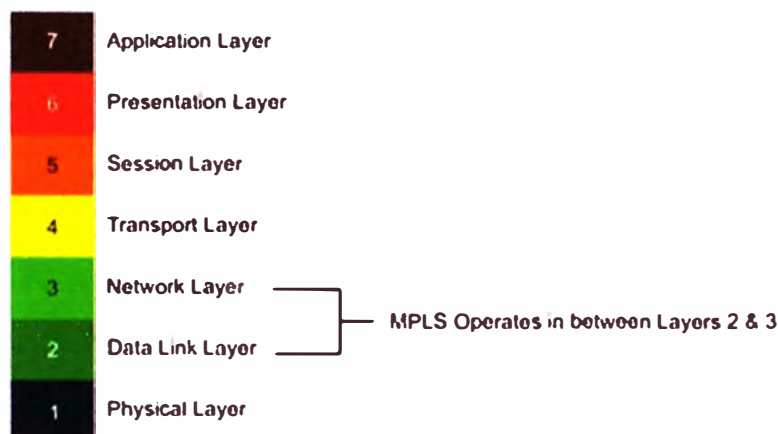 7 Application Layer
6 Presentation Layer
5 Session Layer
4 Transport Layer
3 Network Layer
MPLS Operates in between Layers 2 & 3
2 Data Link Layer
1 Physical Layer